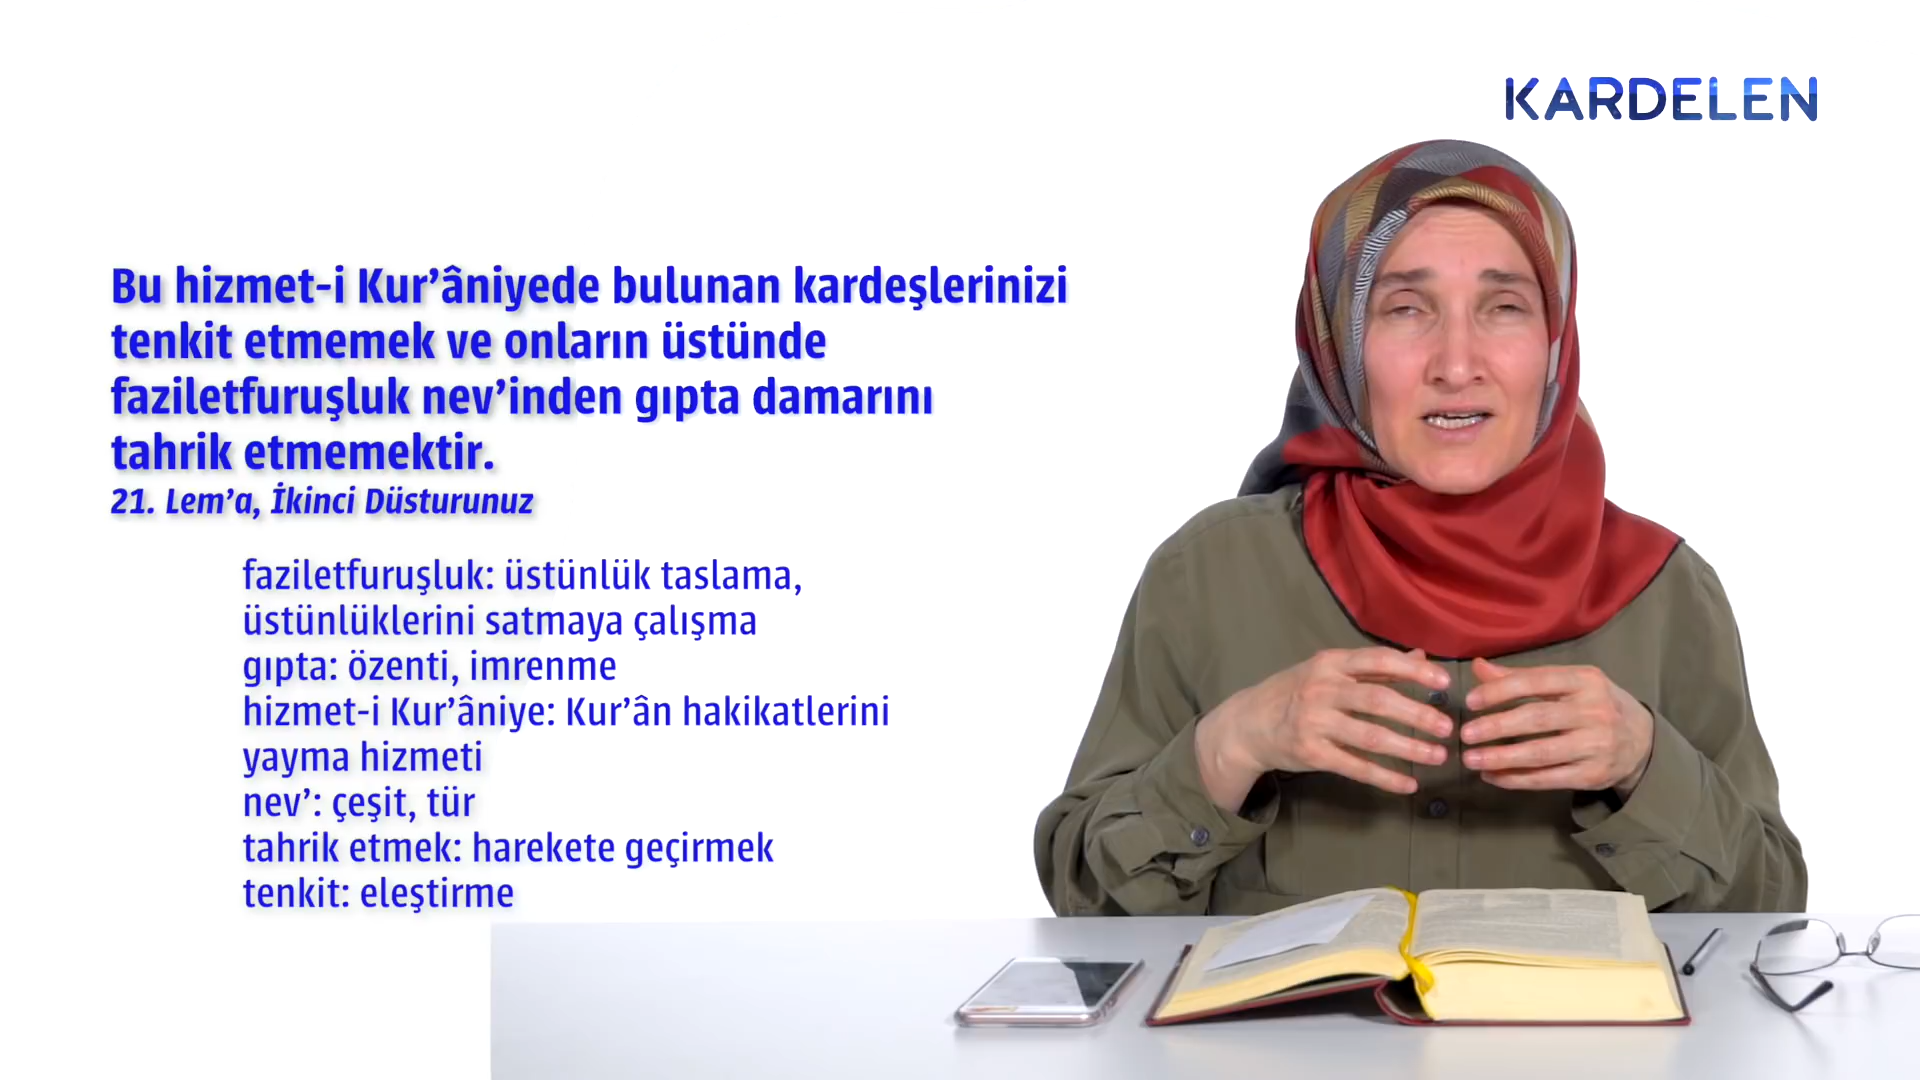 KARDELEN
Bu hizmet-i Kur’âniyede bulunan kardeşlerinizi
tenkit etmemek ve onların üstünde
faziletfuruşluk nev’inden gıpta damarını
tahrik etmemektir.
21. Lem’a, İkinci Düsturunuz
faziletfuruşluk: üstünlük taslama,
üstünlüklerini satmaya çalışma
gıpta: özenti, imrenme
hizmet-i Kur’âniye: Kur’ân hakikatlerini
yayma hizmeti
nev’: çeşit, tür
tahrik etmek: harekete geçirmek
tenkit: eleştirme